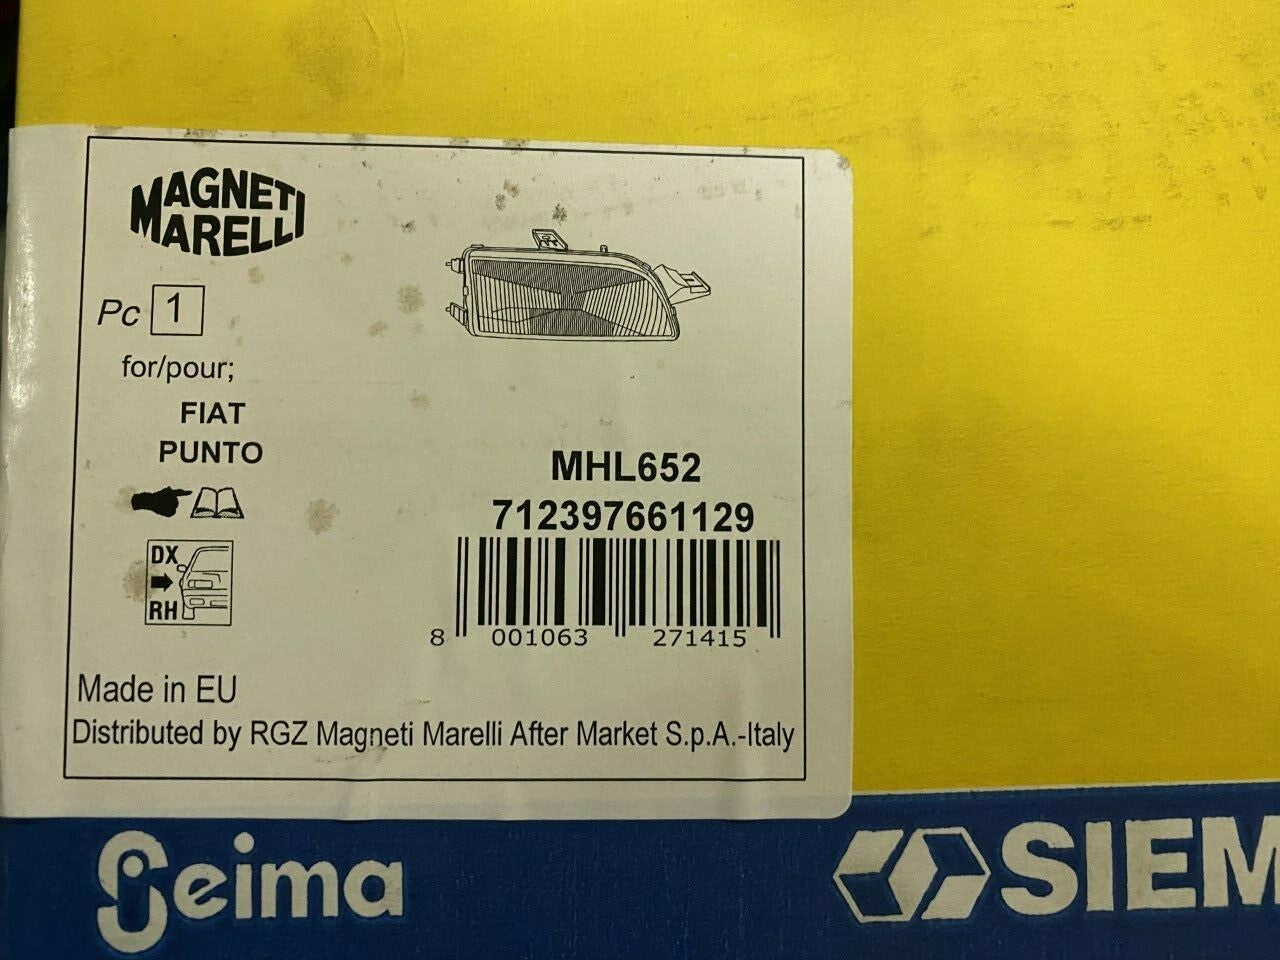 MAGNETI
MARELLI
Pc 1
for/pour;
FIAT
PUNTO
DX
RH
MHL652
712397661129
8 001063 271415
Made in EU
Distributed by RGZ Magneti Marelli After Market S.p.A.-Italy
Seima
SIEM